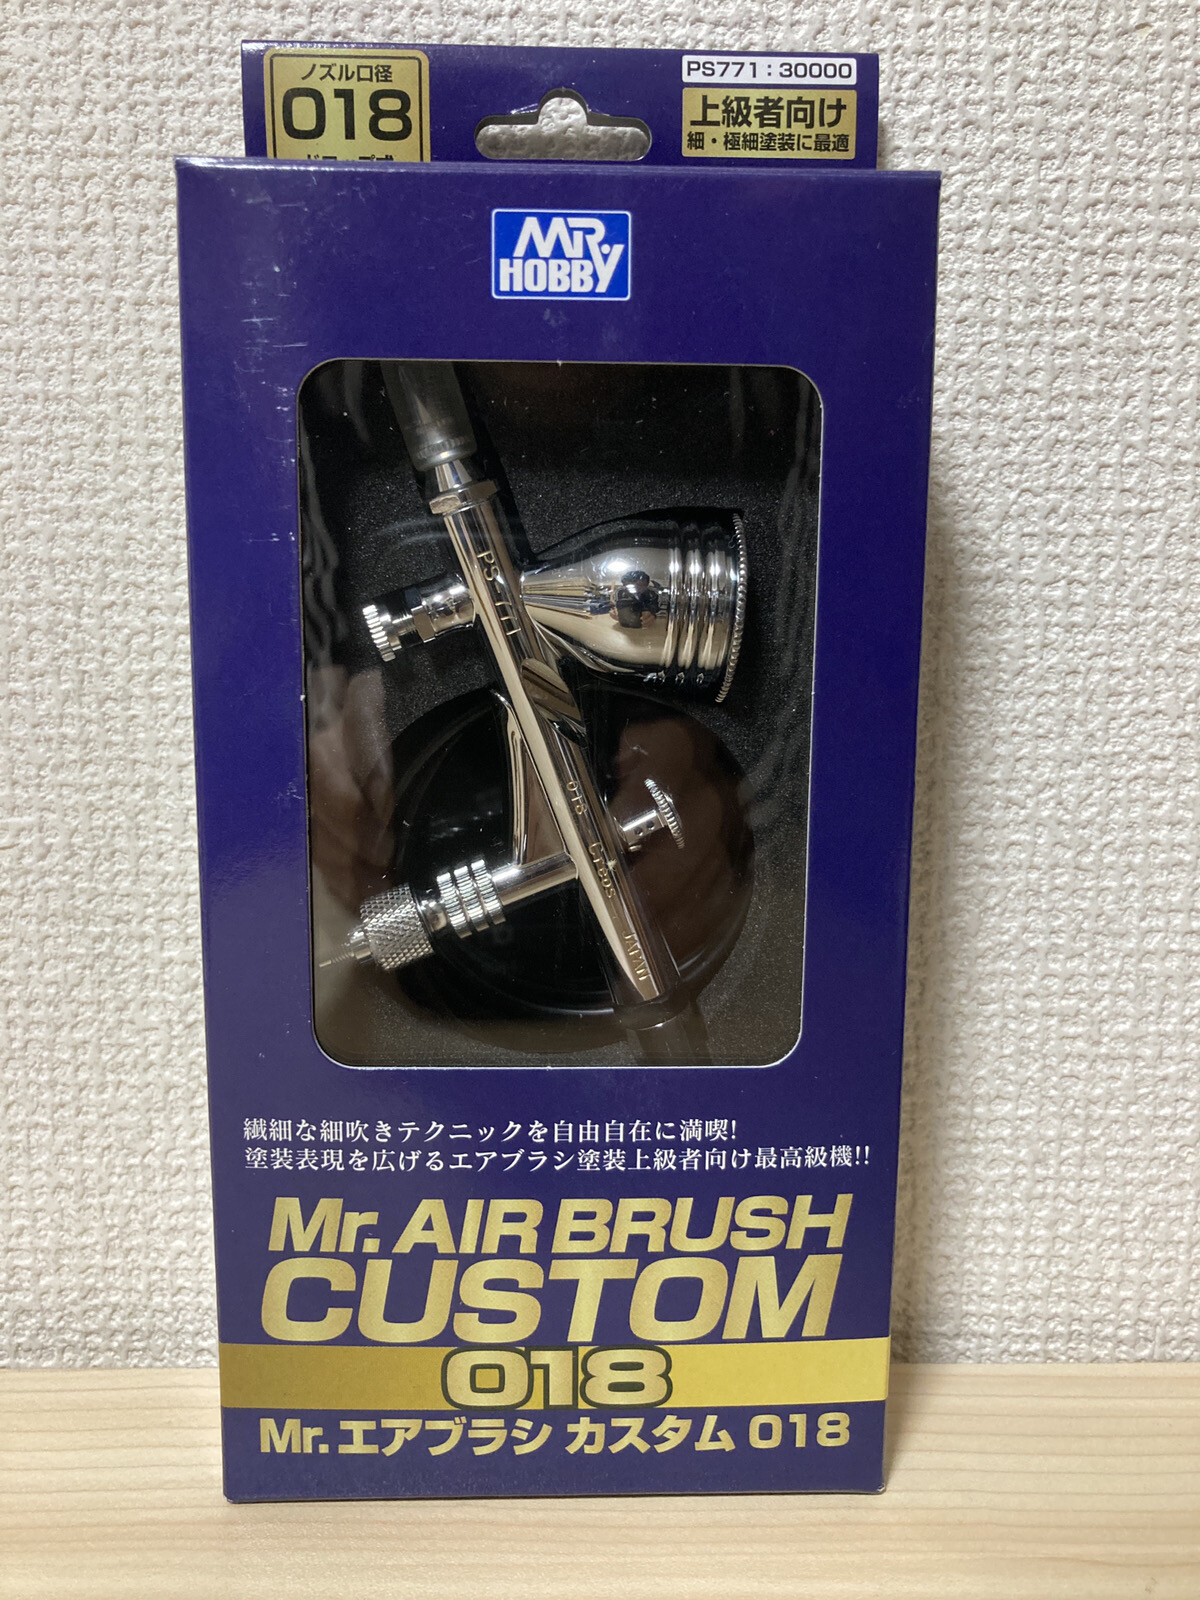 ノズル口径
018
PS771:30000
上級者向け
細・極細塗装に最適
MR.
HOBBY
PS-771
018 Creos JAPAN
繊細な細吹きテクニックを自由自在に満喫!
塗装表現を広げるエアブラシ塗装上級者向け最高級機!!
Mr. AIR BRUSH
CUSTOM
018
Mr.エアブラシ カスタム 018